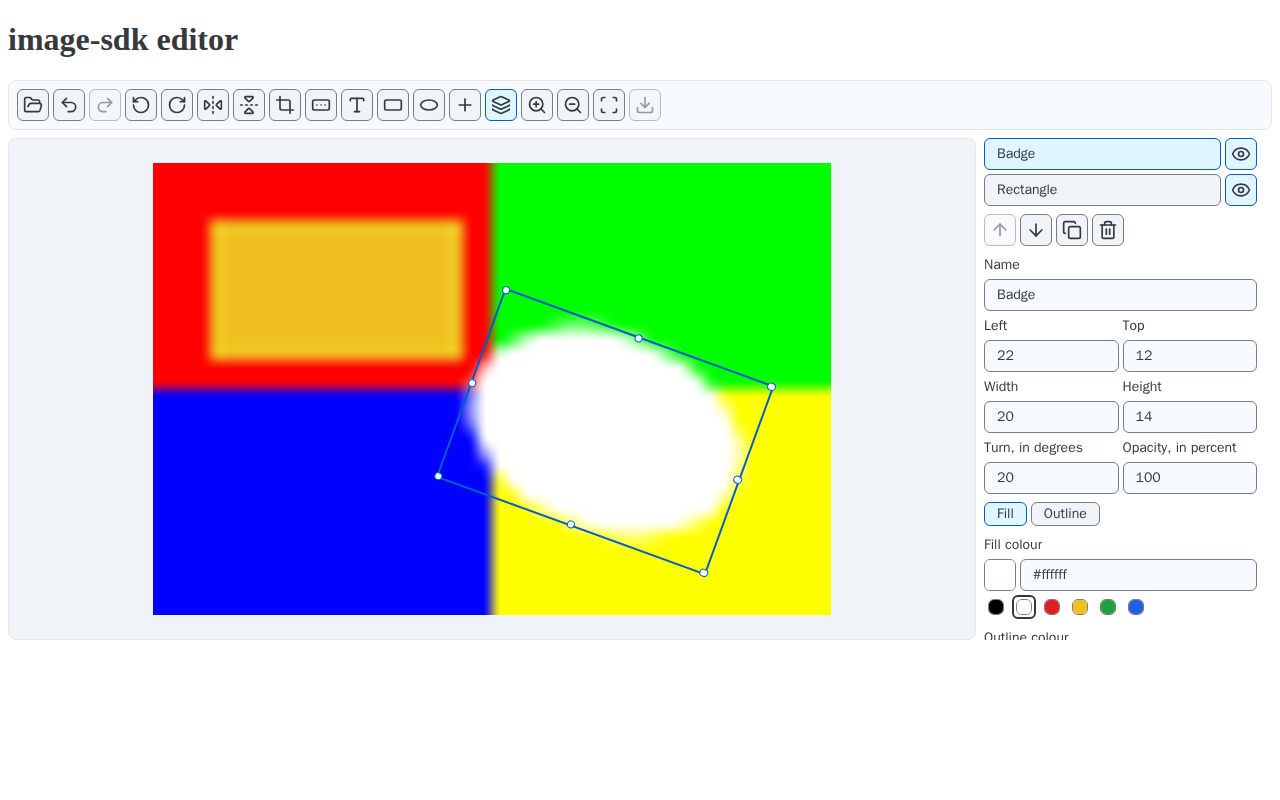 image-sdk editor
Badge
Rectangle
Name
Badge
Left Top
22 12
Width Height
20 14
Turn, in degrees Opacity, in percent
20 100
Fill Outline
Fill colour
#ffffff
Outline colour